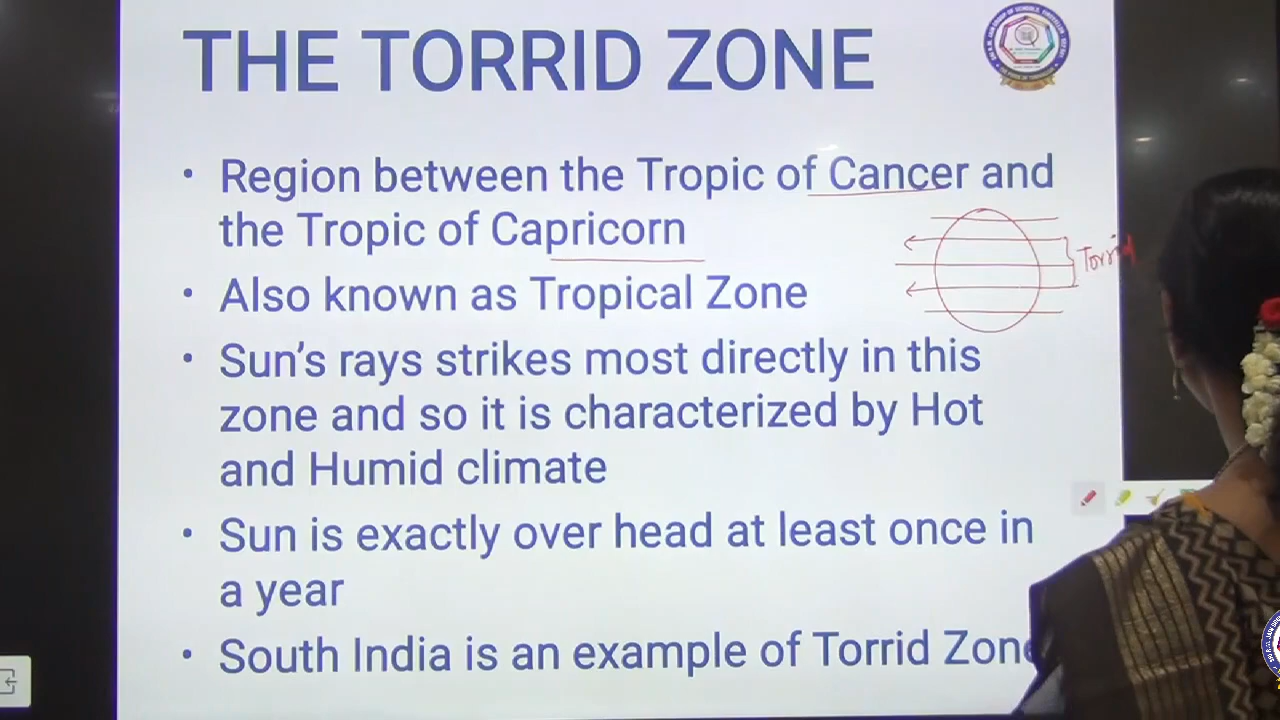 THE TORRID ZONE
• Region between the Tropic of Cancer and
the Tropic of Capricorn
Torrid
• Also known as Tropical Zone
• Sun's rays strikes most directly in this
zone and so it is characterized by Hot
and Humid climate
• Sun is exactly over head at least once in
a year
• South India is an example of Torrid Zone